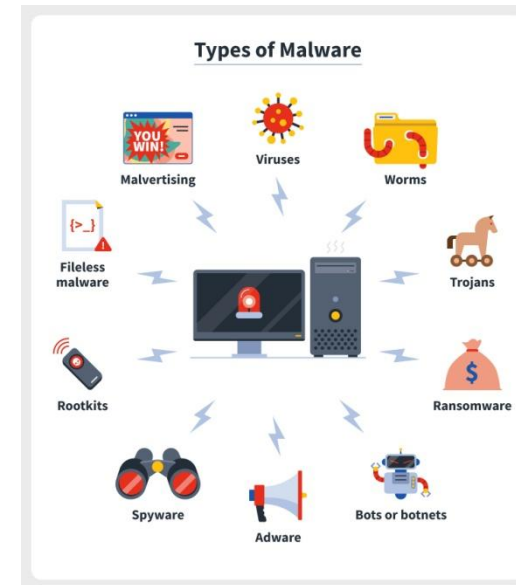 Types of Malware
YOU
WIN!
Malvertising
Viruses
Worms
{>_}
!
Fileless
malware
Trojans
Rootkits
$
Ransomware
Spyware
Adware
Bots or botnets